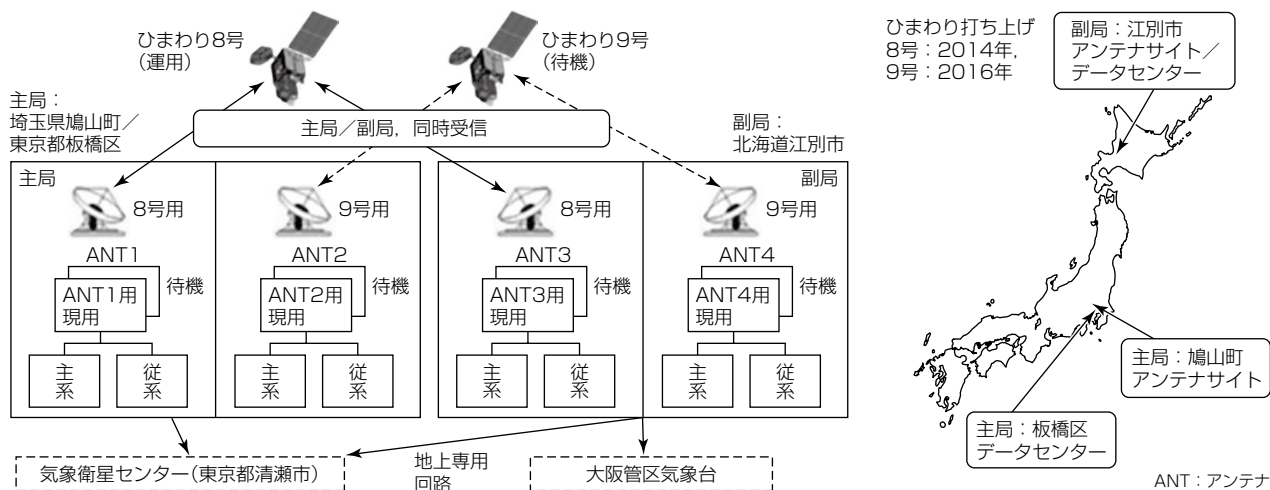 ひまわり8号
(運用)
ひまわり9号
(待機)
主局：
埼玉県鳩山町／
東京都板橋区
主局／副局，同時受信
副局：
北海道江別市
主局
副局
8号用
9号用
8号用
9号用
ANT1
ANT2
ANT3
ANT4
待機
待機
待機
待機
ANT1用
現用
ANT2用
現用
ANT3用
現用
ANT4用
現用
主系
従系
主系
従系
主系
従系
主系
従系
気象衛星センター(東京都清瀬市)
地上専用
回路
大阪管区気象台
ひまわり打ち上げ
8号：2014年，
9号：2016年
副局：江別市
アンテナサイト／
データセンター
主局：鳩山町
アンテナサイト
主局：板橋区
データセンター
ANT：アンテナ